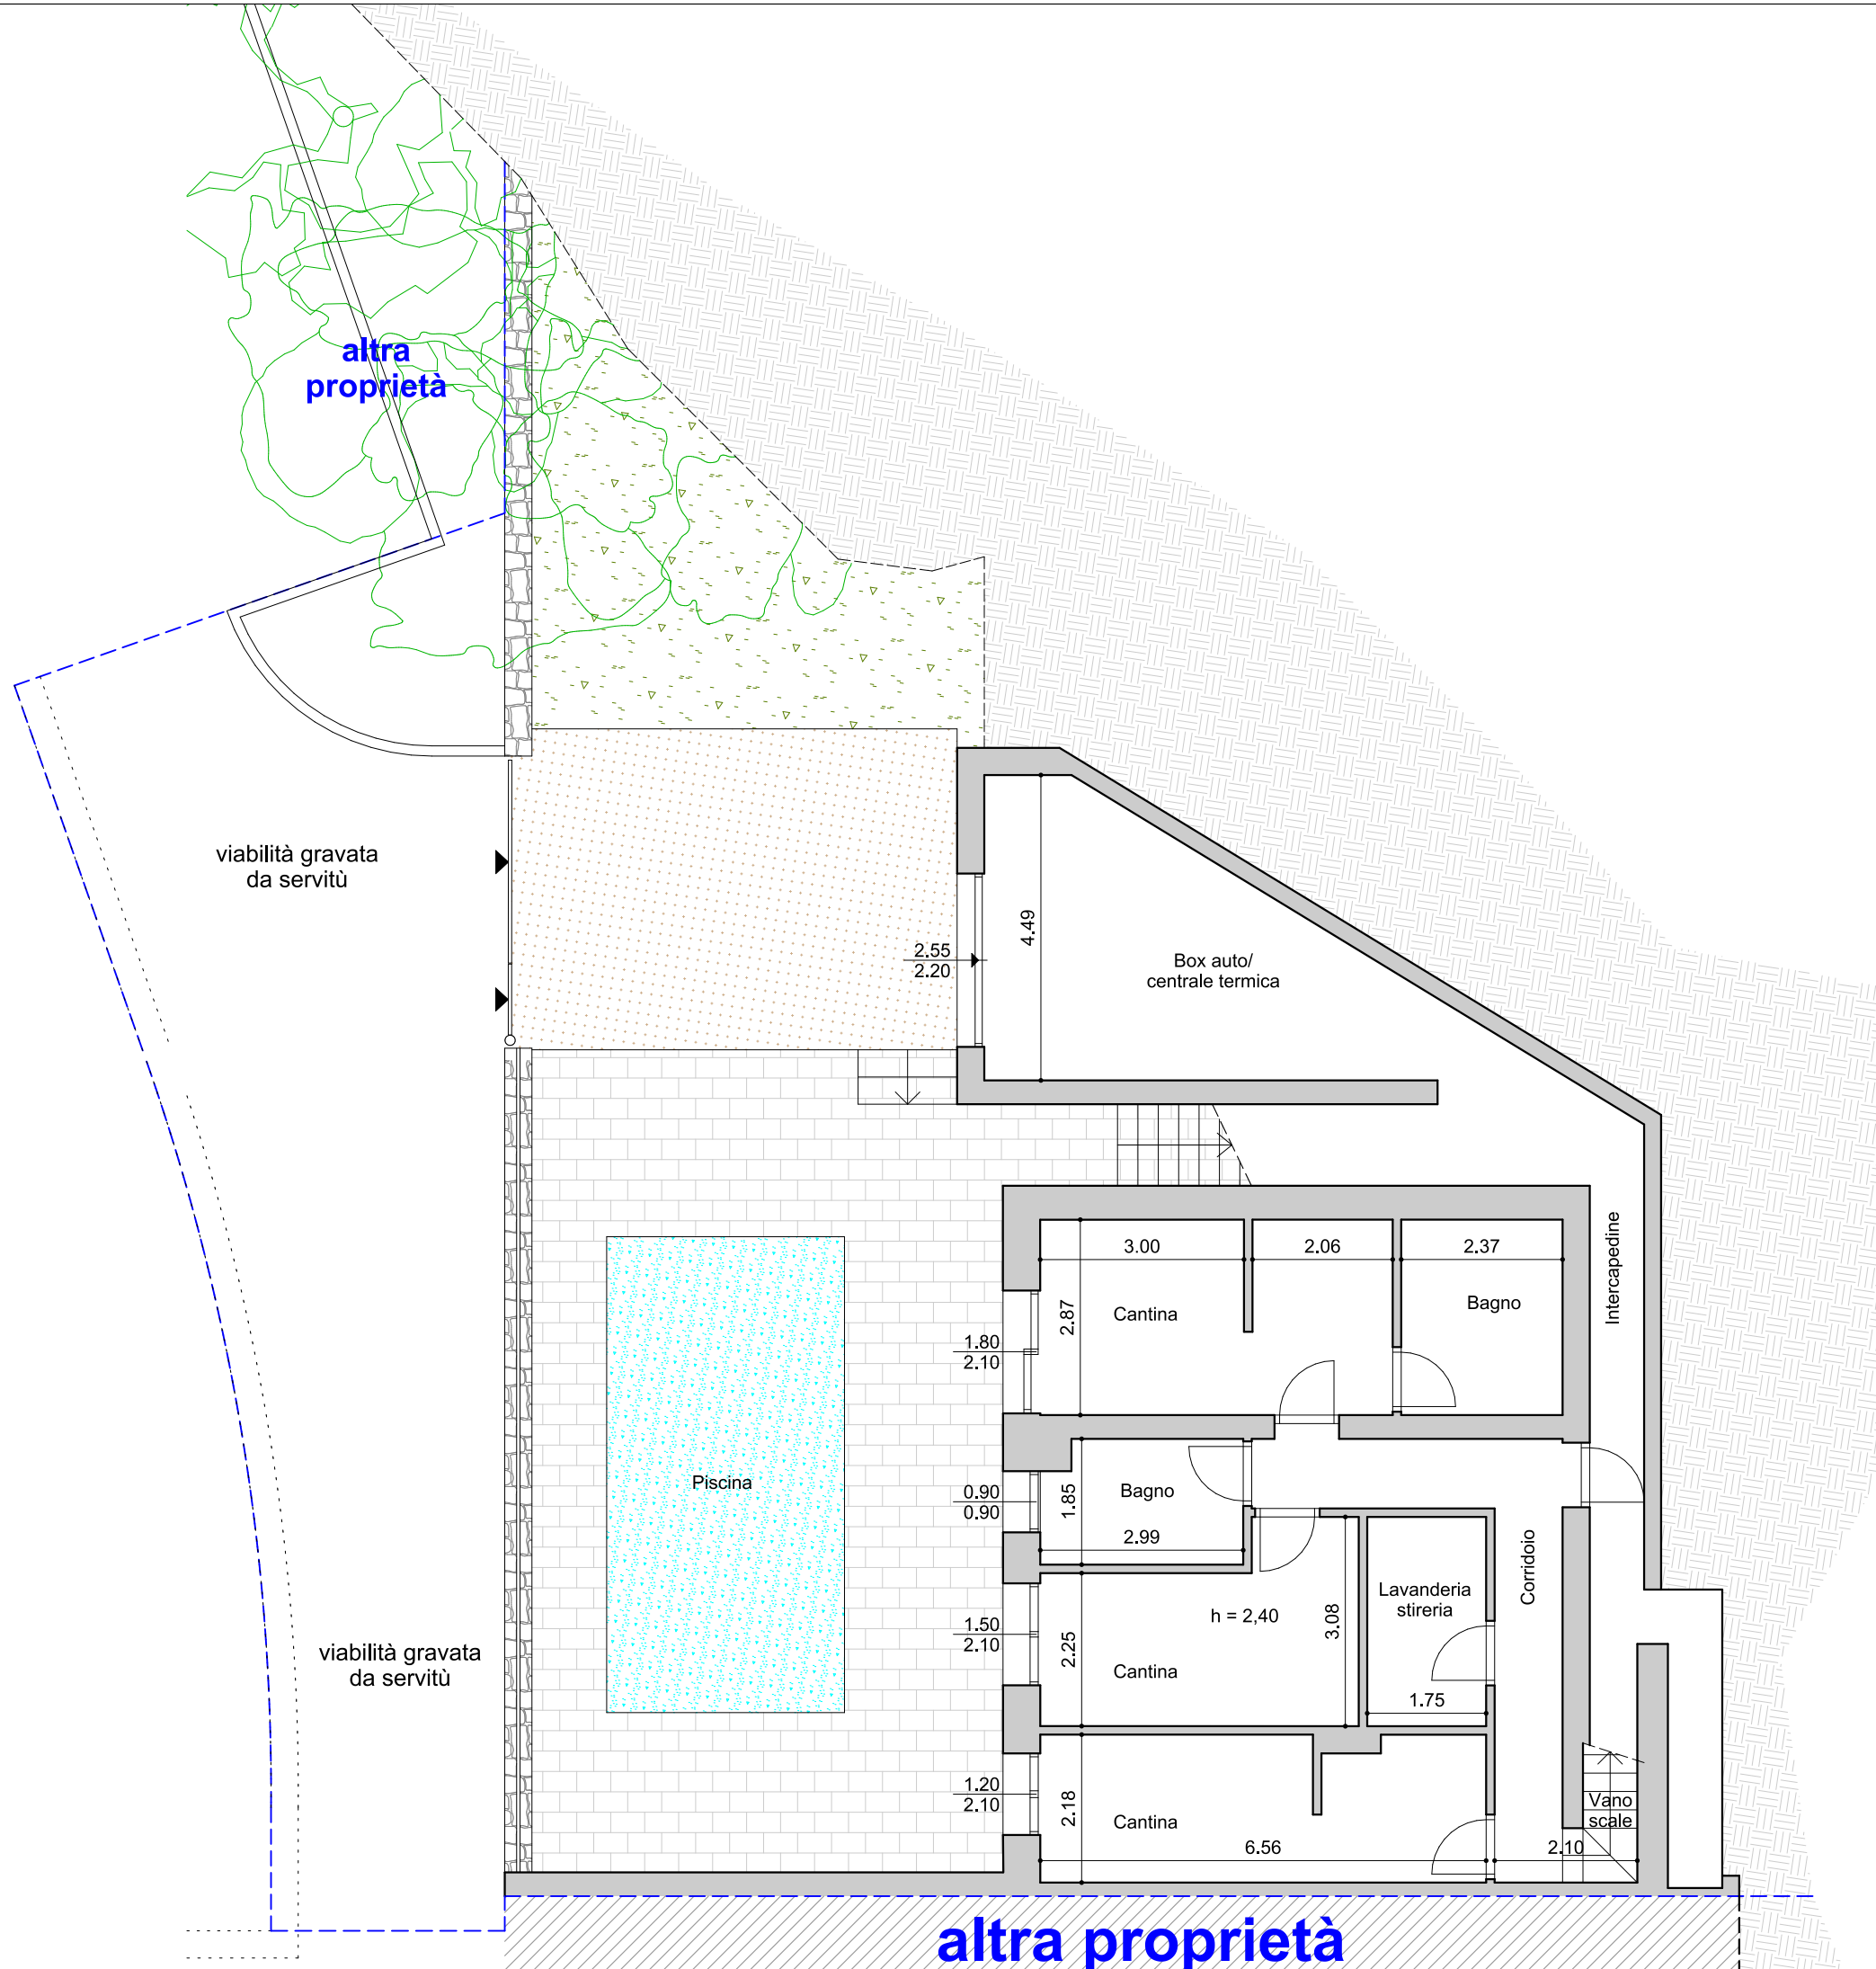 altra
proprietà
viabilità gravata
da servitù
4.49
2.55
2.20
Box auto/
centrale termica
3.00
2.06
2.37
Intercapedine
2.87
Cantina
Bagno
1.80
2.10
Piscina
0.90
0.90
1.85
Bagno
2.99
Corridoio
Lavanderia
stireria
h = 2,40
3.08
1.50
2.10
2.25
Cantina
1.75
viabilità gravata
da servitù
1.20
2.10
2.18
Cantina
6.56
2.10
Vano
scale
altra proprietà